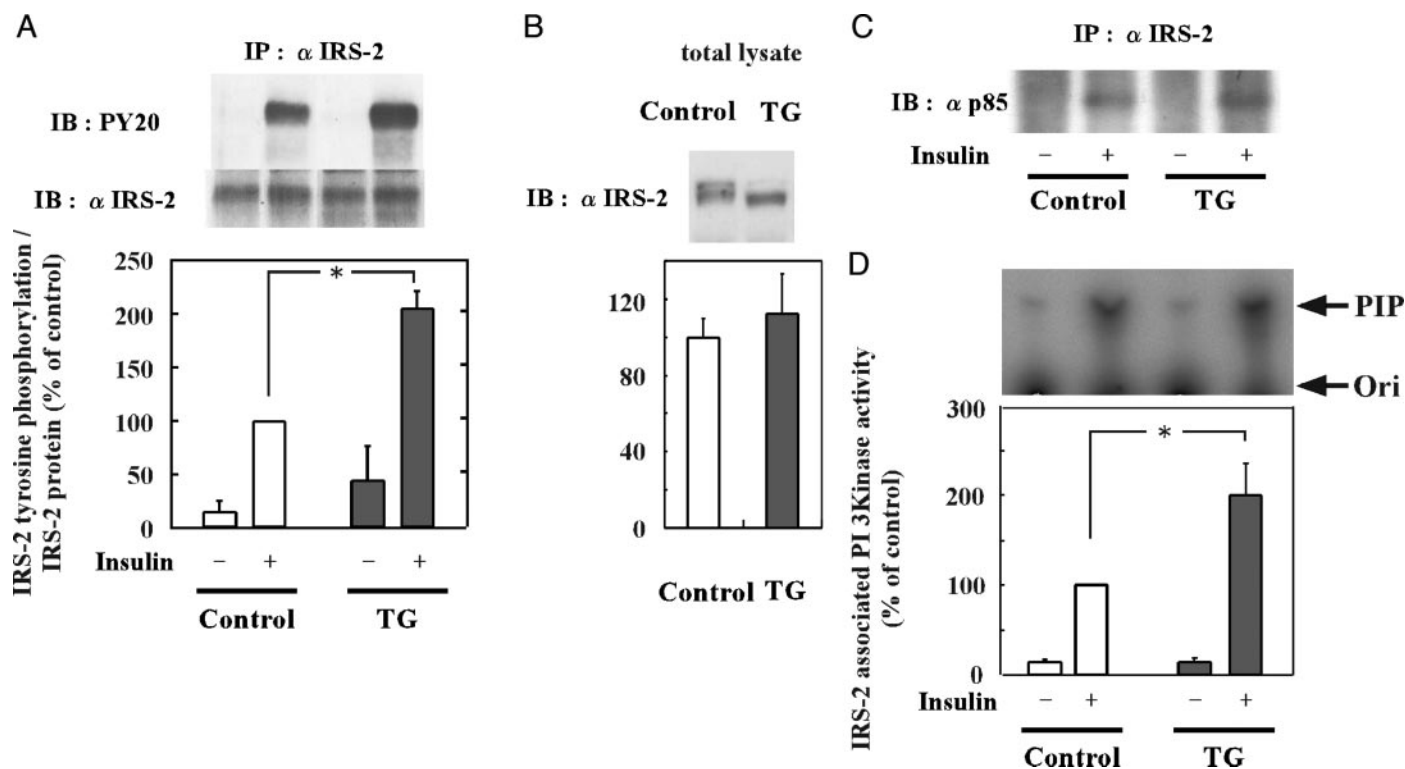 A
IP : α IRS-2
IB : PY20
IB : α IRS-2
IRS-2 tyrosine phosphorylation /
IRS-2 protein (% of control)
250
200
150
100
50
0
*
Insulin − + − +
Control TG
B
total lysate
Control TG
IB : α IRS-2
120
80
40
0
Control TG
C
IP : α IRS-2
IB : α p85
Insulin − + − +
Control TG
D
PIP
Ori
IRS-2 associated PI 3Kinase activity
(% of control)
300
200
100
0
*
Insulin − + − +
Control TG